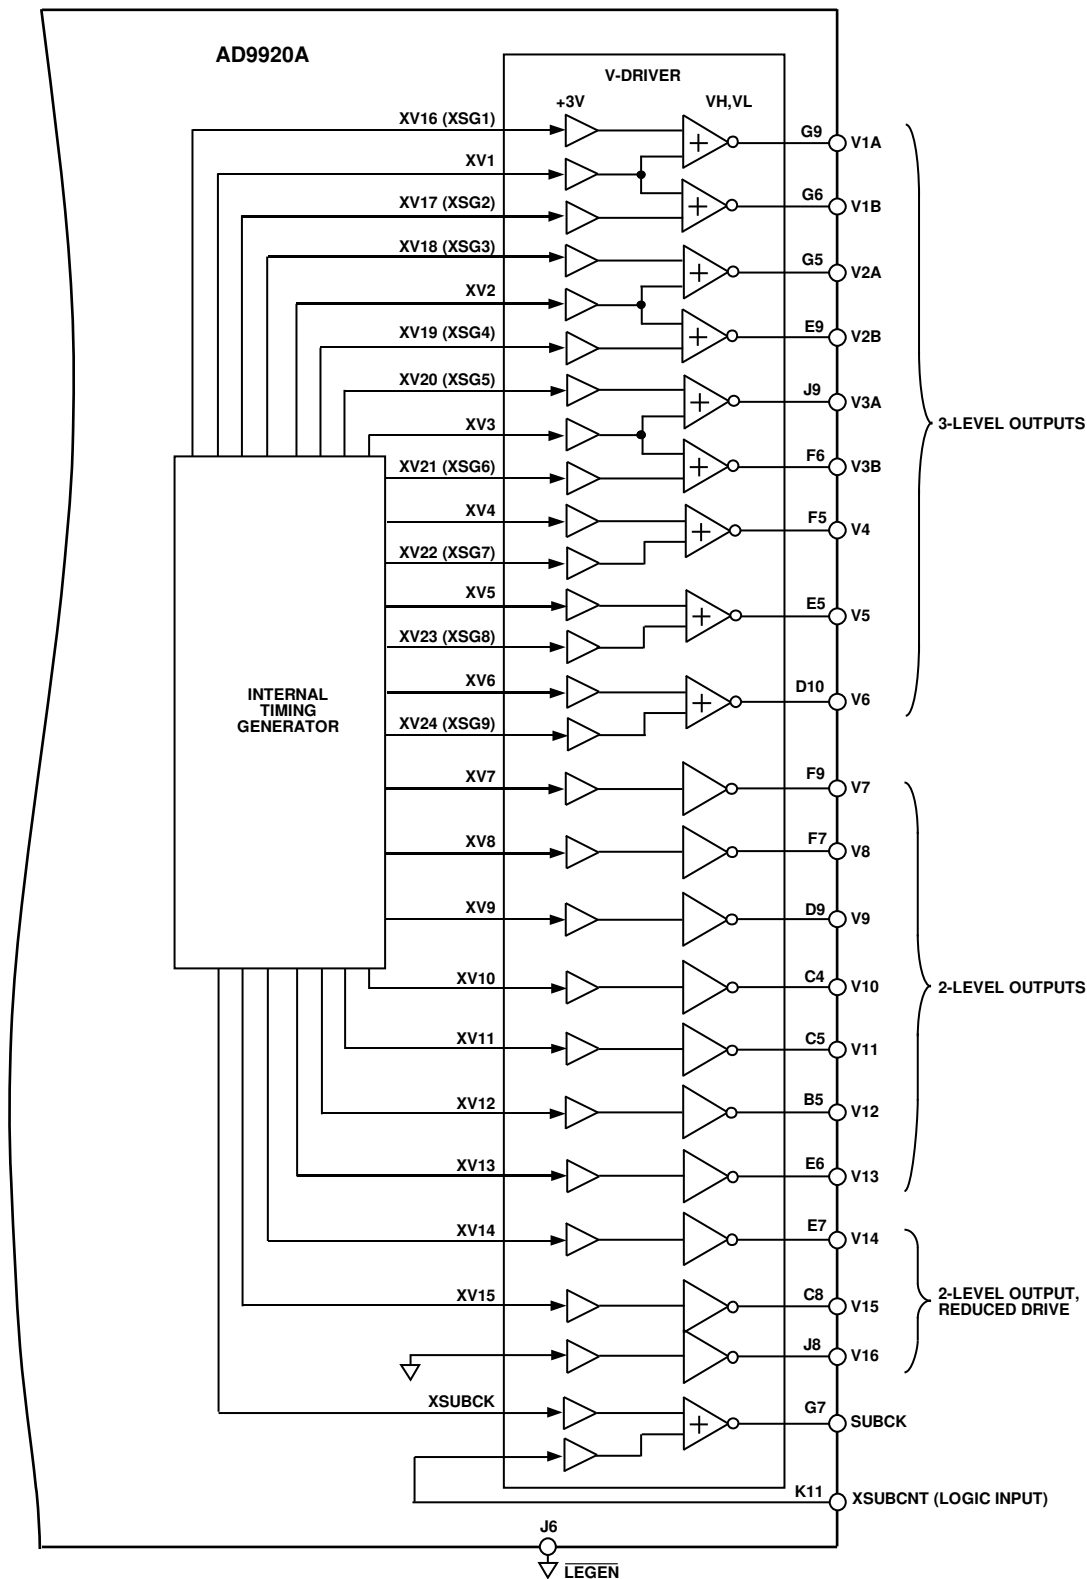 AD9920A
V-DRIVER
+3V
VH,VL
XV16 (XSG1)
G9
V1A
XV1
XV17 (XSG2)
G6
V1B
XV18 (XSG3)
G5
V2A
XV2
XV19 (XSG4)
E9
V2B
XV20 (XSG5)
J9
V3A
3-LEVEL OUTPUTS
XV3
XV21 (XSG6)
F6
V3B
XV4
F5
V4
XV22 (XSG7)
XV5
E5
V5
XV23 (XSG8)
XV6
D10
V6
XV24 (XSG9)
INTERNAL
TIMING
GENERATOR
XV7
F9
V7
XV8
F7
V8
XV9
D9
V9
XV10
C4
V10
2-LEVEL OUTPUTS
XV11
C5
V11
XV12
B5
V12
XV13
E6
V13
XV14
E7
V14
XV15
C8
V15
2-LEVEL OUTPUT,
REDUCED DRIVE
J8
V16
XSUBCK
G7
SUBCK
K11
XSUBCNT (LOGIC INPUT)
J6
LEGEN